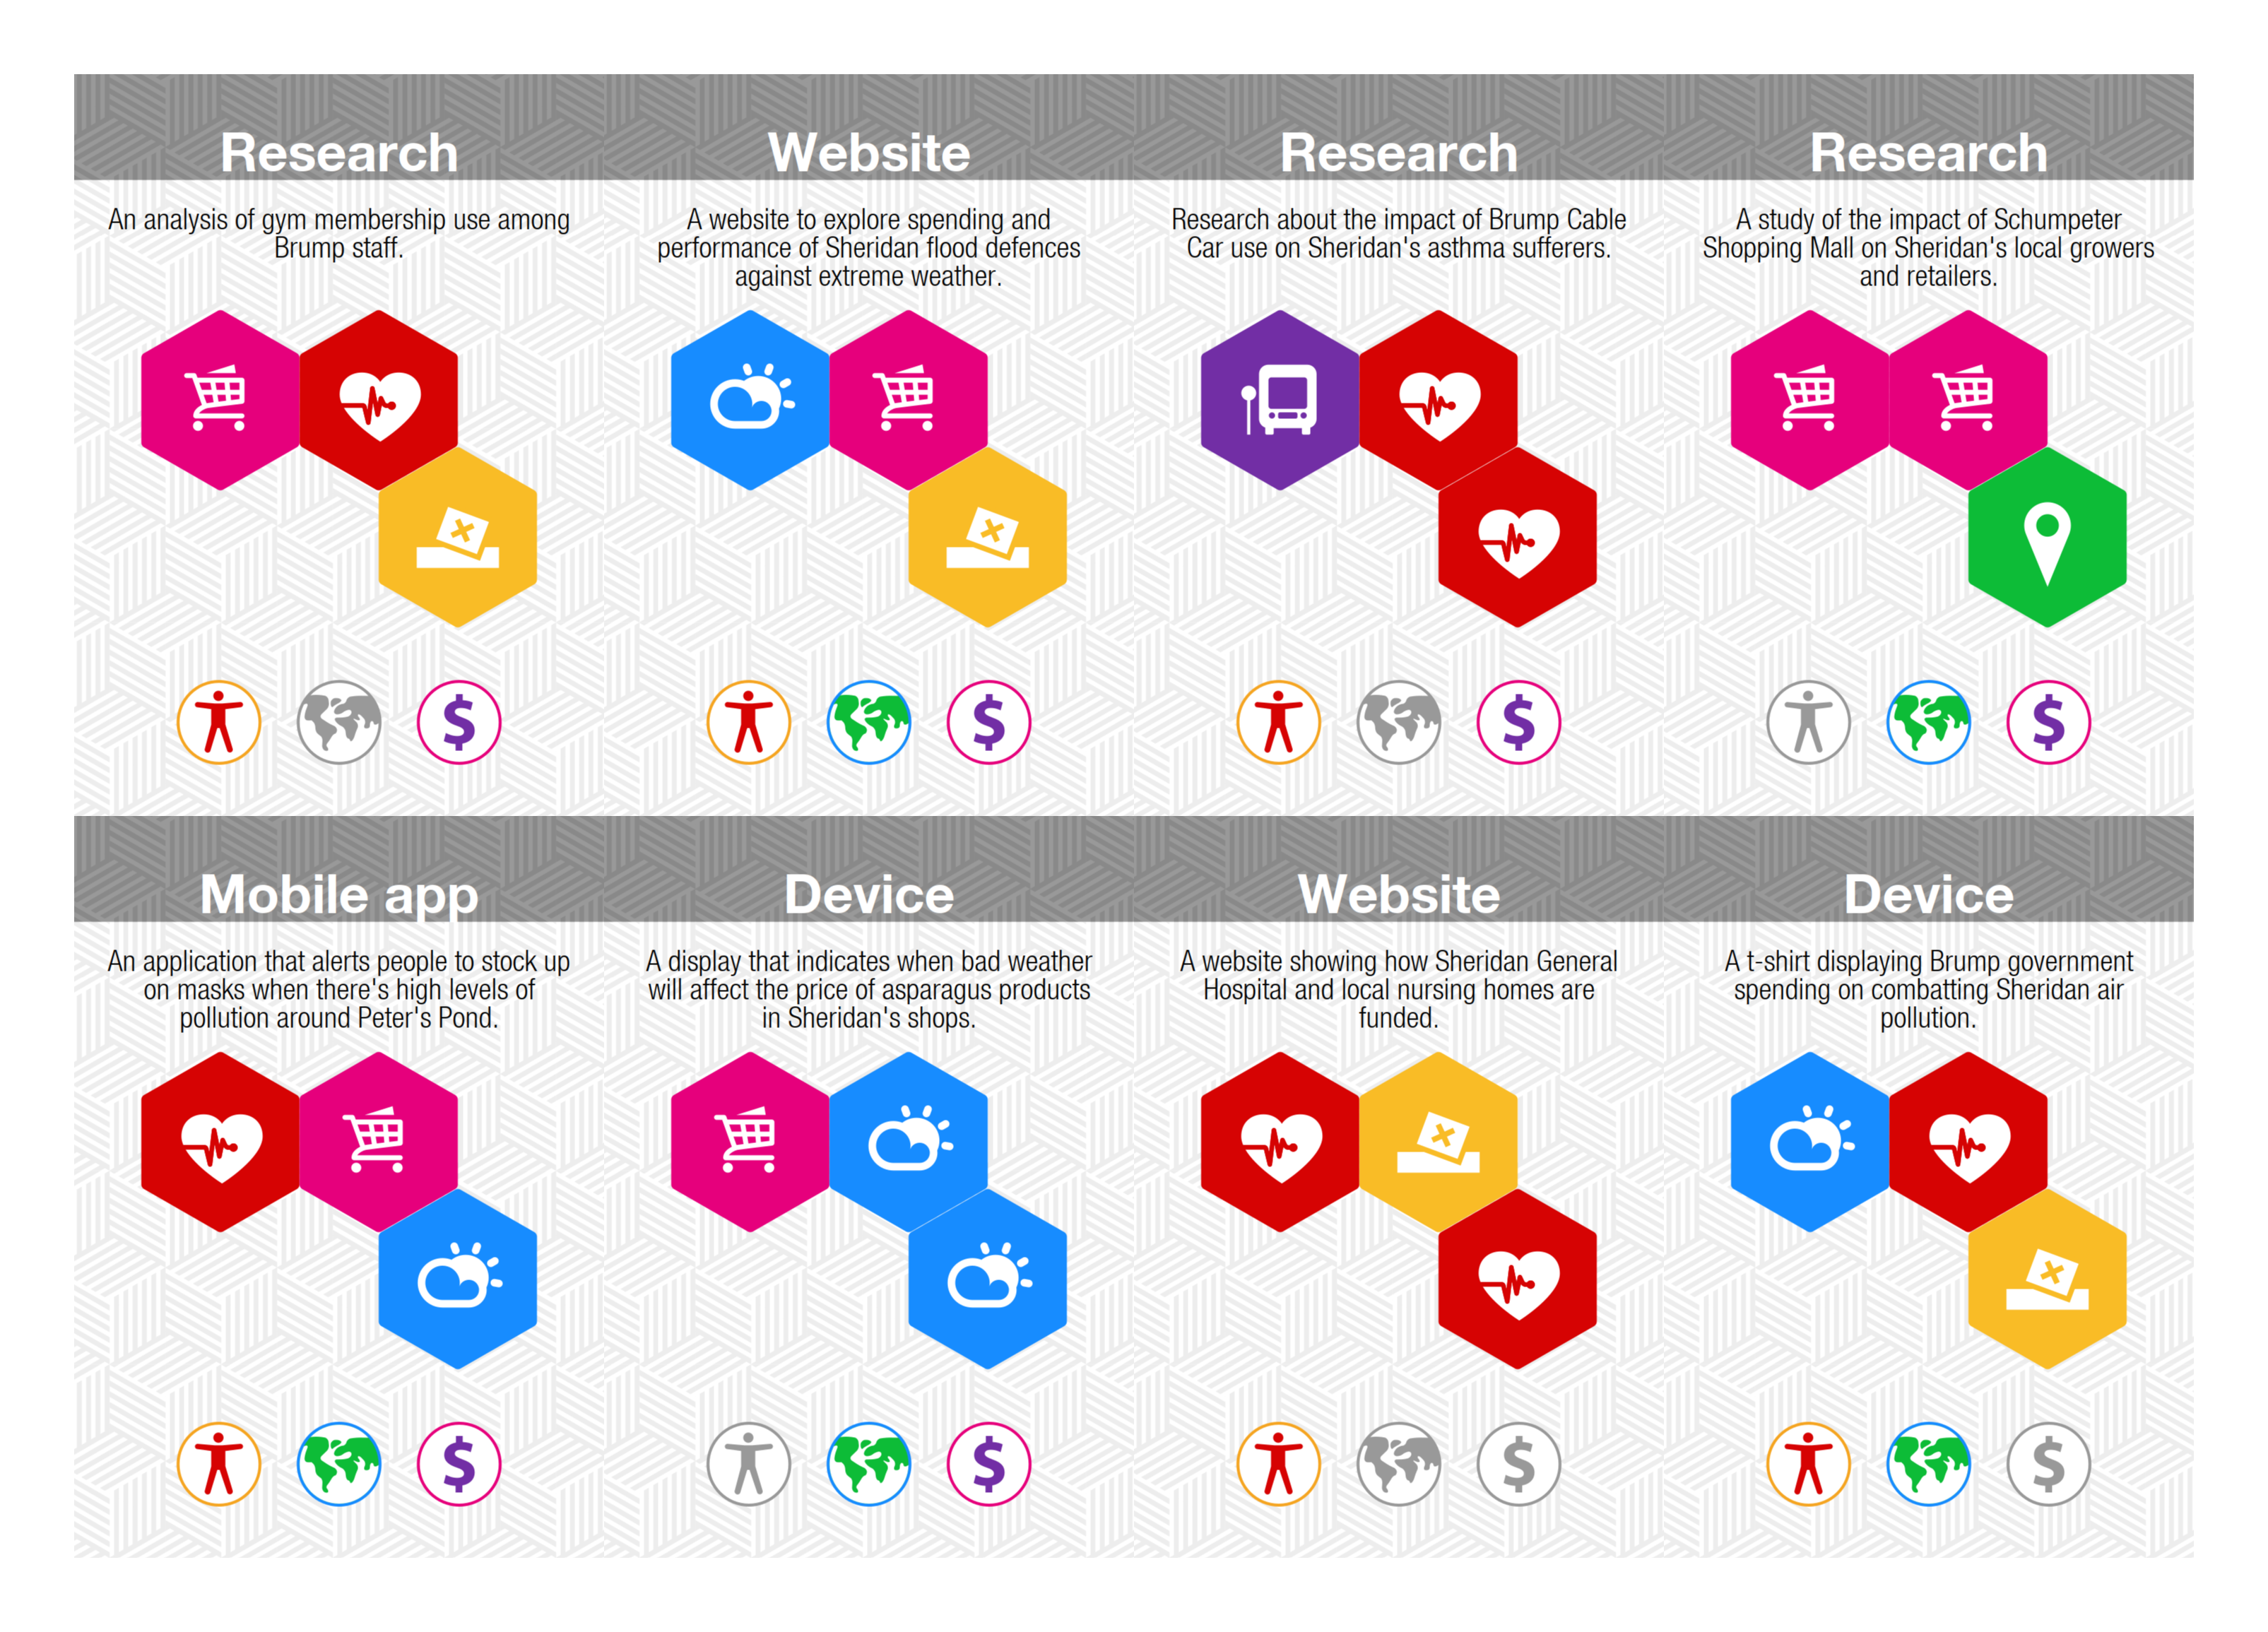 Research
An analysis of gym membership use among
Brump staff.
Website
A website to explore spending and
performance of Sheridan flood defences
against extreme weather.
Research
Research about the impact of Brump Cable
Car use on Sheridan's asthma sufferers.
Research
A study of the impact of Schumpeter
Shopping Mall on Sheridan's local growers
and retailers.
Mobile app
An application that alerts people to stock up
on masks when there's high levels of
pollution around Peter's Pond.
Device
A display that indicates when bad weather
will affect the price of asparagus products
in Sheridan's shops.
Website
A website showing how Sheridan General
Hospital and local nursing homes are
funded.
Device
A t-shirt displaying Brump government
spending on combatting Sheridan air
pollution.